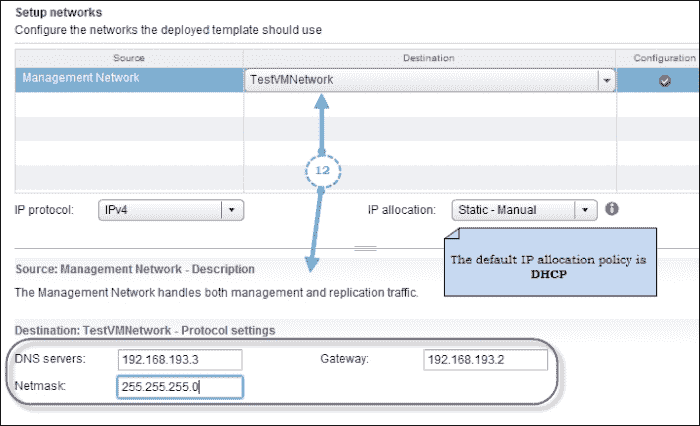 Setup networks
Configure the networks the deployed template should use
Source Destination Configuration
Management Network TestVMNetwork
12
IP protocol: IPv4 IP allocation: Static - Manual
The default IP allocation policy is
DHCP
Source: Management Network - Description
The Management Network handles both management and replication traffic.
Destination: TestVMNetwork - Protocol settings
DNS servers: 192.168.193.3 Gateway: 192.168.193.2
Netmask: 255.255.255.0